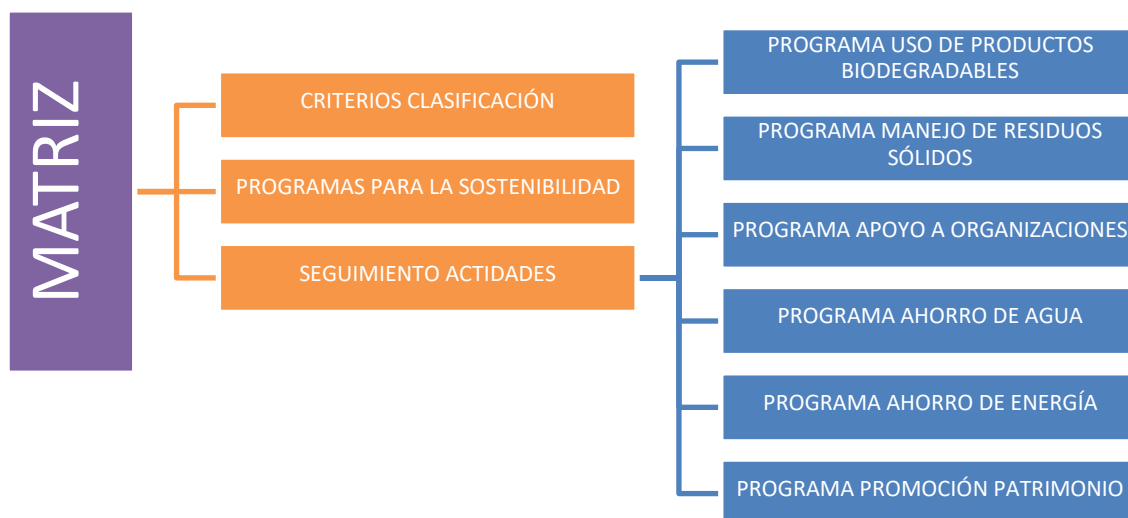 MATRIZ
CRITERIOS CLASIFICACIÓN
PROGRAMAS PARA LA SOSTENIBILIDAD
SEGUIMIENTO ACTIDADES
PROGRAMA USO DE PRODUCTOS
BIODEGRADABLES
PROGRAMA MANEJO DE RESIDUOS
SÓLIDOS
PROGRAMA APOYO A ORGANIZACIONES
PROGRAMA AHORRO DE AGUA
PROGRAMA AHORRO DE ENERGÍA
PROGRAMA PROMOCIÓN PATRIMONIO